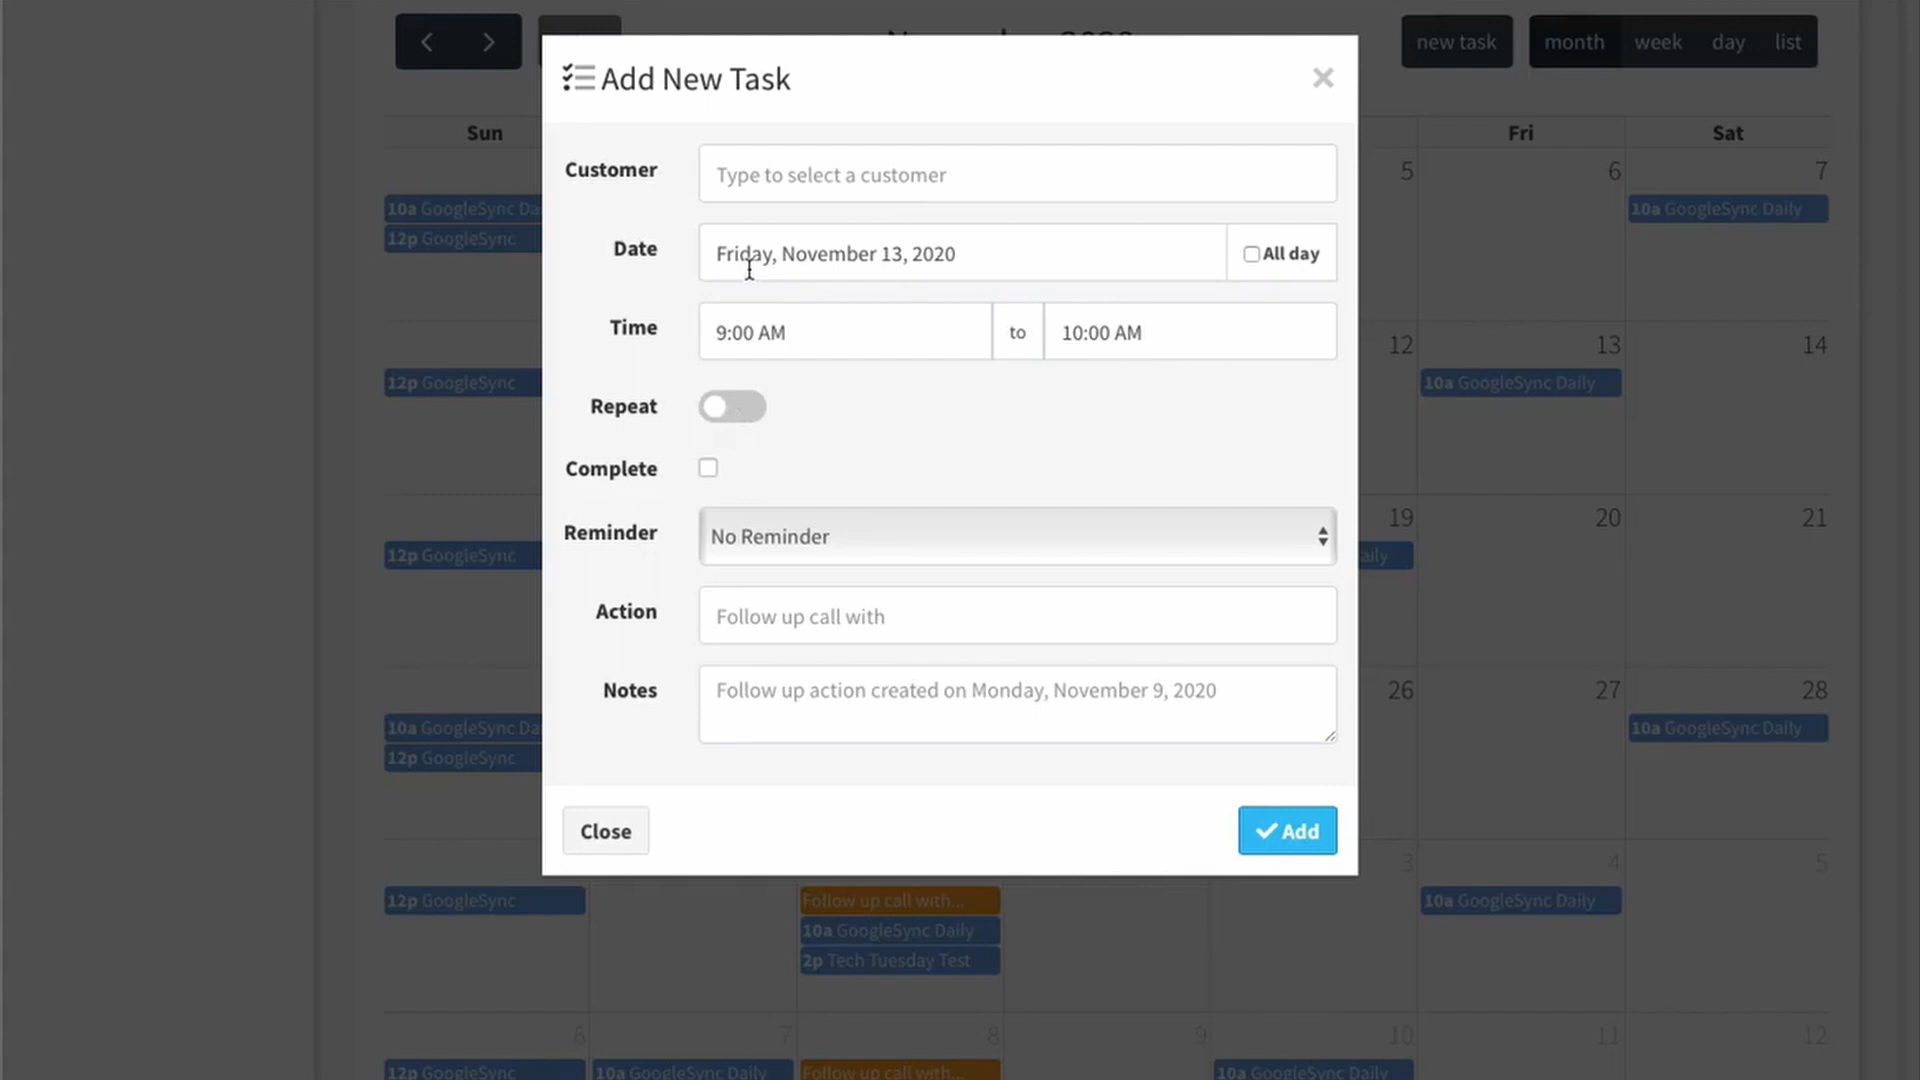 new task
month week day list
Add New Task
×
Sun
Fri
Sat
Customer
Type to select a customer
5
6
7
10a GoogleSync Da
10a GoogleSync Daily
12p GoogleSync
Date
Friday, November 13, 2020
All day
Time
9:00 AM
to
10:00 AM
12
13
14
12p GoogleSync
10a GoogleSync Daily
Repeat
Complete
Reminder
No Reminder
19
20
21
12p GoogleSync
aily
Action
Follow up call with
Notes
Follow up action created on Monday, November 9, 2020
26
27
28
10a GoogleSync Da
10a GoogleSync Daily
12p GoogleSync
Close
Add
3
4
5
12p GoogleSync
Follow up call with...
10a GoogleSync Daily
10a GoogleSync Daily
2p Tech Tuesday Test
6
7
8
9
10
11
12
12p GoogleSync
10a GoogleSync Daily
Follow up call with...
10a GoogleSync Daily